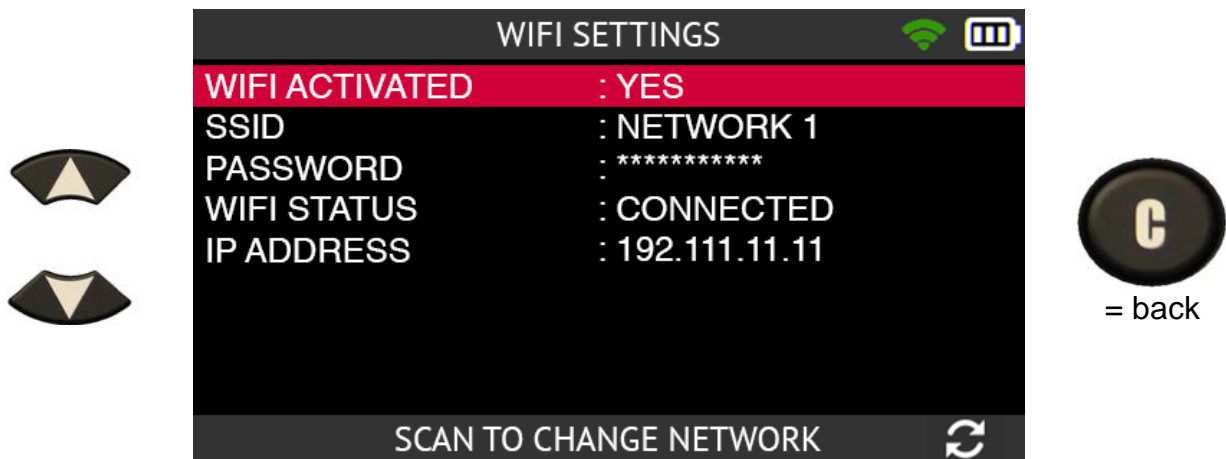 WIFI SETTINGS
WIFI ACTIVATED : YES
SSID : NETWORK 1
PASSWORD : ***********
WIFI STATUS : CONNECTED
IP ADDRESS : 192.111.11.11
C
= back
SCAN TO CHANGE NETWORK